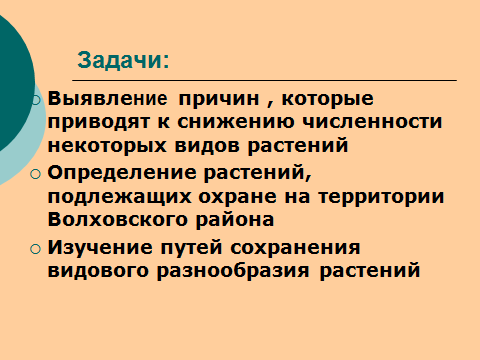 Задачи:
Выявление причин , которые
приводят к снижению численности
некоторых видов растений
Определение растений,
подлежащих охране на территории
Волховского района
Изучение путей сохранения
видового разнообразия растений